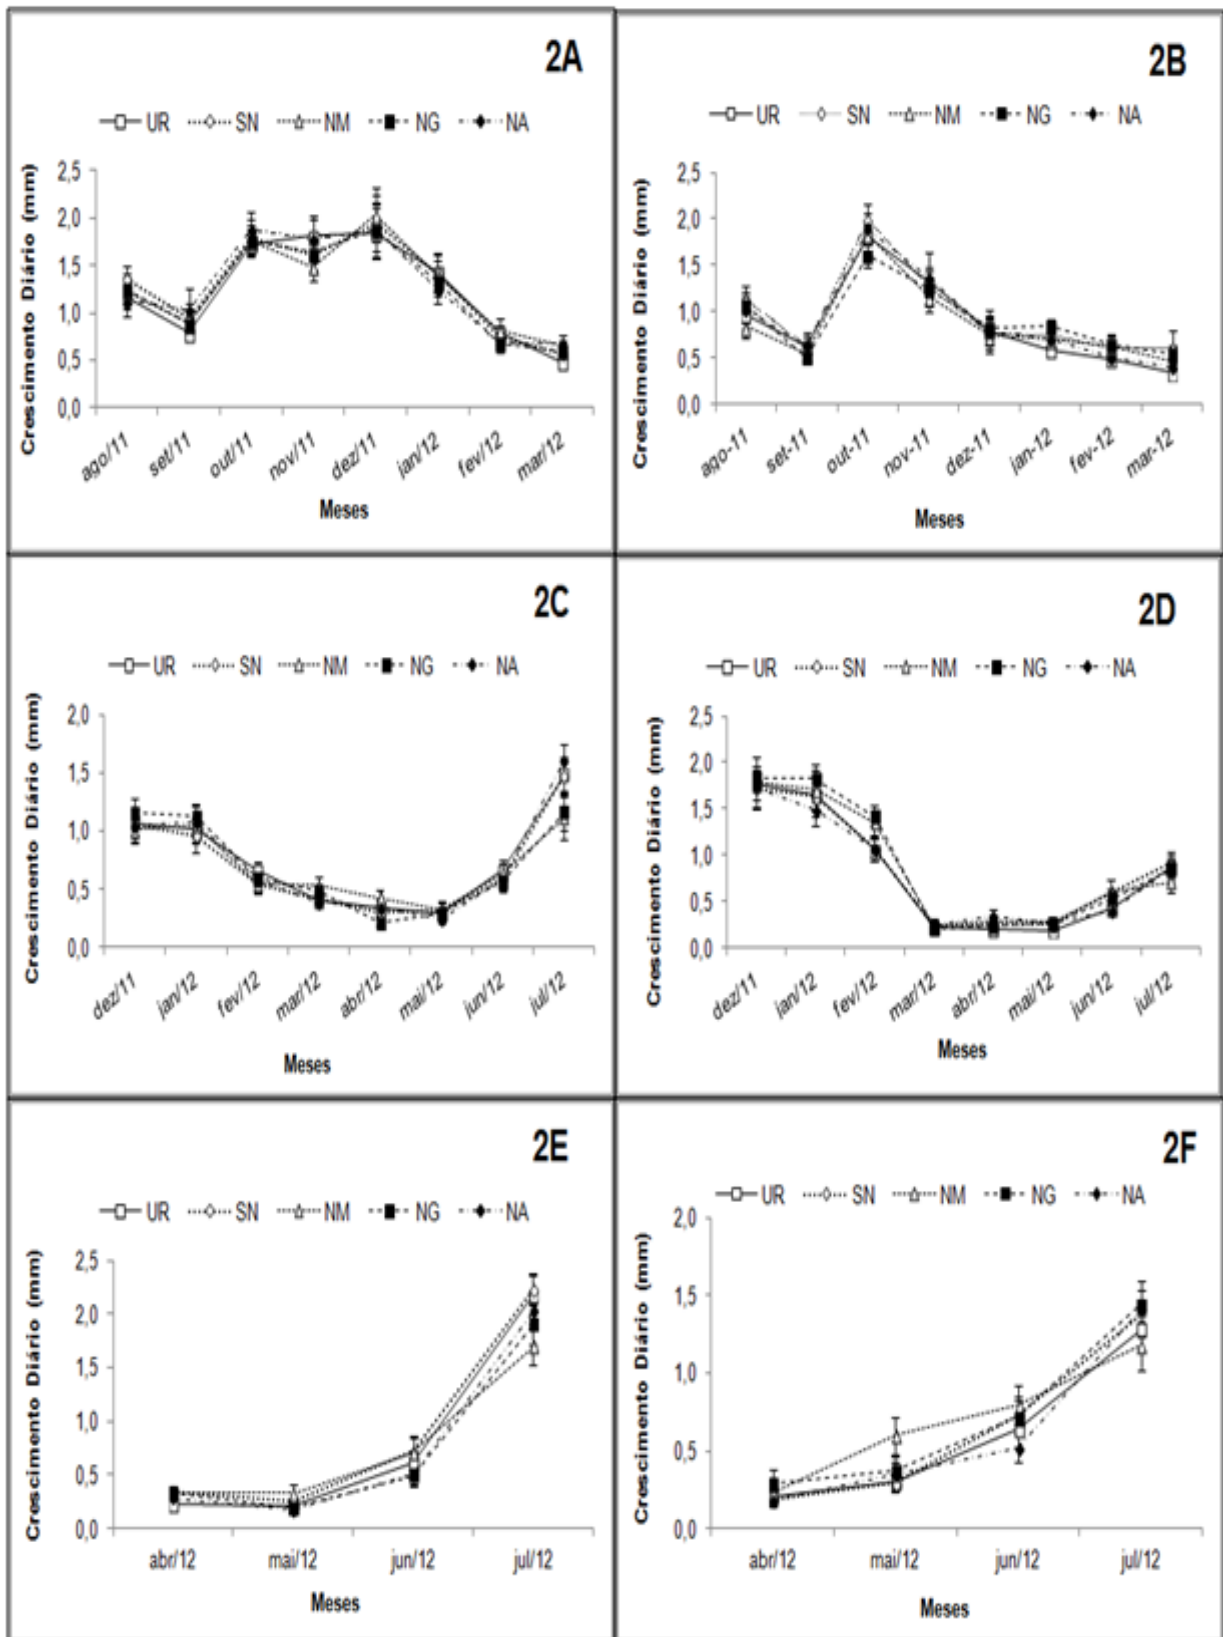 2A
UR SN NM NG NA
Crescimento Diário (mm)
2,5
2,0
1,5
1,0
0,5
0,0
ago/11 set/11 out/11 nov/11 dez/11 jan/12 fev/12 mar/12
Meses
2B
UR SN NM NG NA
Crescimento Diário (mm)
2,5
2,0
1,5
1,0
0,5
0,0
ago-11 set-11 out-11 nov-11 dez-11 jan-12 fev-12 mar-12
Meses
2C
UR SN NM NG NA
Crescimento Diário (mm)
2,0
1,5
1,0
0,5
0,0
dez/11 jan/12 fev/12 mar/12 abr/12 mai/12 jun/12 jul/12
Meses
2D
UR SN NM NG NA
Crescimento Diário (mm)
2,5
2,0
1,5
1,0
0,5
0,0
dez/11 jan/12 fev/12 mar/12 abr/12 mai/12 jun/12 jul/12
Meses
2E
UR SN NM NG NA
Crescimento Diário (mm)
2,5
2,0
1,5
1,0
0,5
0,0
abr/12 mai/12 jun/12 jul/12
Meses
2F
UR SN NM NG NA
Crescimento Diário (mm)
2,0
1,5
1,0
0,5
0,0
abr/12 mai/12 jun/12 jul/12
Meses